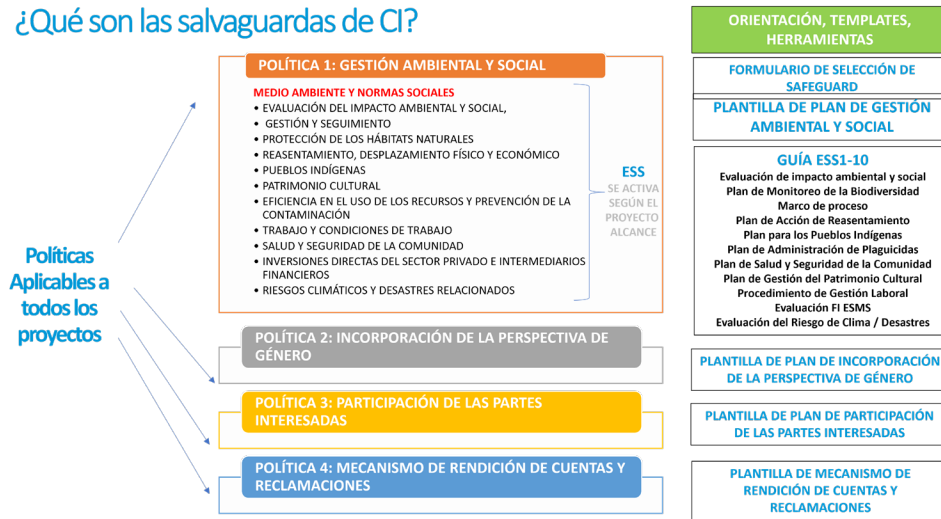 ¿Qué son las salvaguardas de CI?
Políticas
Aplicables a
todos los
proyectos
POLÍTICA 1: GESTIÓN AMBIENTAL Y SOCIAL
MEDIO AMBIENTE Y NORMAS SOCIALES
• EVALUACIÓN DEL IMPACTO AMBIENTAL Y SOCIAL,
• GESTIÓN Y SEGUIMIENTO
• PROTECCIÓN DE LOS HÁBITATS NATURALES
• REASENTAMIENTO, DESPLAZAMIENTO FÍSICO Y ECONÓMICO
• PUEBLOS INDÍGENAS
• PATRIMONIO CULTURAL
• EFICIENCIA EN EL USO DE LOS RECURSOS Y PREVENCIÓN DE LA
CONTAMINACIÓN
• TRABAJO Y CONDICIONES DE TRABAJO
• SALUD Y SEGURIDAD DE LA COMUNIDAD
• INVERSIONES DIRECTAS DEL SECTOR PRIVADO E INTERMEDIARIOS
FINANCIEROS
• RIESGOS CLIMÁTICOS Y DESASTRES RELACIONADOS
ESS
SE ACTIVA
SEGÚN EL
PROYECTO
ALCANCE
POLÍTICA 2: INCORPORACIÓN DE LA PERSPECTIVA DE
GÉNERO
POLÍTICA 3: PARTICIPACIÓN DE LAS PARTES
INTERESADAS
POLÍTICA 4: MECANISMO DE RENDICIÓN DE CUENTAS Y
RECLAMACIONES
ORIENTACIÓN, TEMPLATES,
HERRAMIENTAS
FORMULARIO DE SELECCIÓN DE
SAFEGUARD
PLANTILLA DE PLAN DE GESTIÓN
AMBIENTAL Y SOCIAL
GUÍA ESS1-10
Evaluación de impacto ambiental y social
Plan de Monitoreo de la Biodiversidad
Marco de proceso
Plan de Acción de Reasentamiento
Plan para los Pueblos Indígenas
Plan de Administración de Plaguicidas
Plan de Salud y Seguridad de la Comunidad
Plan de Gestión del Patrimonio Cultural
Procedimiento de Gestión Laboral
Evaluación FI ESMS
Evaluación del Riesgo de Clima / Desastres
PLANTILLA DE PLAN DE INCORPORACIÓN
DE LA PERSPECTIVA DE GÉNERO
PLANTILLA DE PLAN DE PARTICIPACIÓN
DE LAS PARTES INTERESADAS
PLANTILLA DE MECANISMO DE
RENDICIÓN DE CUENTAS Y
RECLAMACIONES